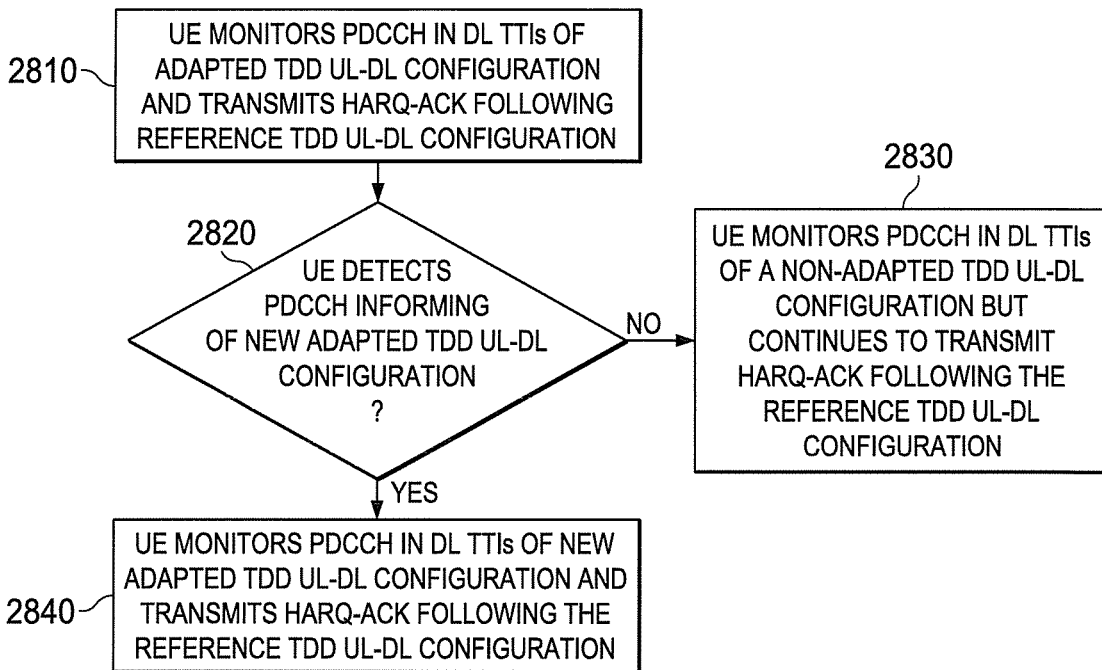 2810
UE MONITORS PDCCH IN DL TTIs OF
ADAPTED TDD UL-DL CONFIGURATION
AND TRANSMITS HARQ-ACK FOLLOWING
REFERENCE TDD UL-DL CONFIGURATION
2820
UE DETECTS
PDCCH INFORMING
OF NEW ADAPTED TDD UL-DL
CONFIGURATION
?
NO
2830
UE MONITORS PDCCH IN DL TTIs
OF A NON-ADAPTED TDD UL-DL
CONFIGURATION BUT
CONTINUES TO TRANSMIT
HARQ-ACK FOLLOWING THE
REFERENCE TDD UL-DL
CONFIGURATION
YES
2840
UE MONITORS PDCCH IN DL TTIs OF NEW
ADAPTED TDD UL-DL CONFIGURATION AND
TRANSMITS HARQ-ACK FOLLOWING THE
REFERENCE TDD UL-DL CONFIGURATION